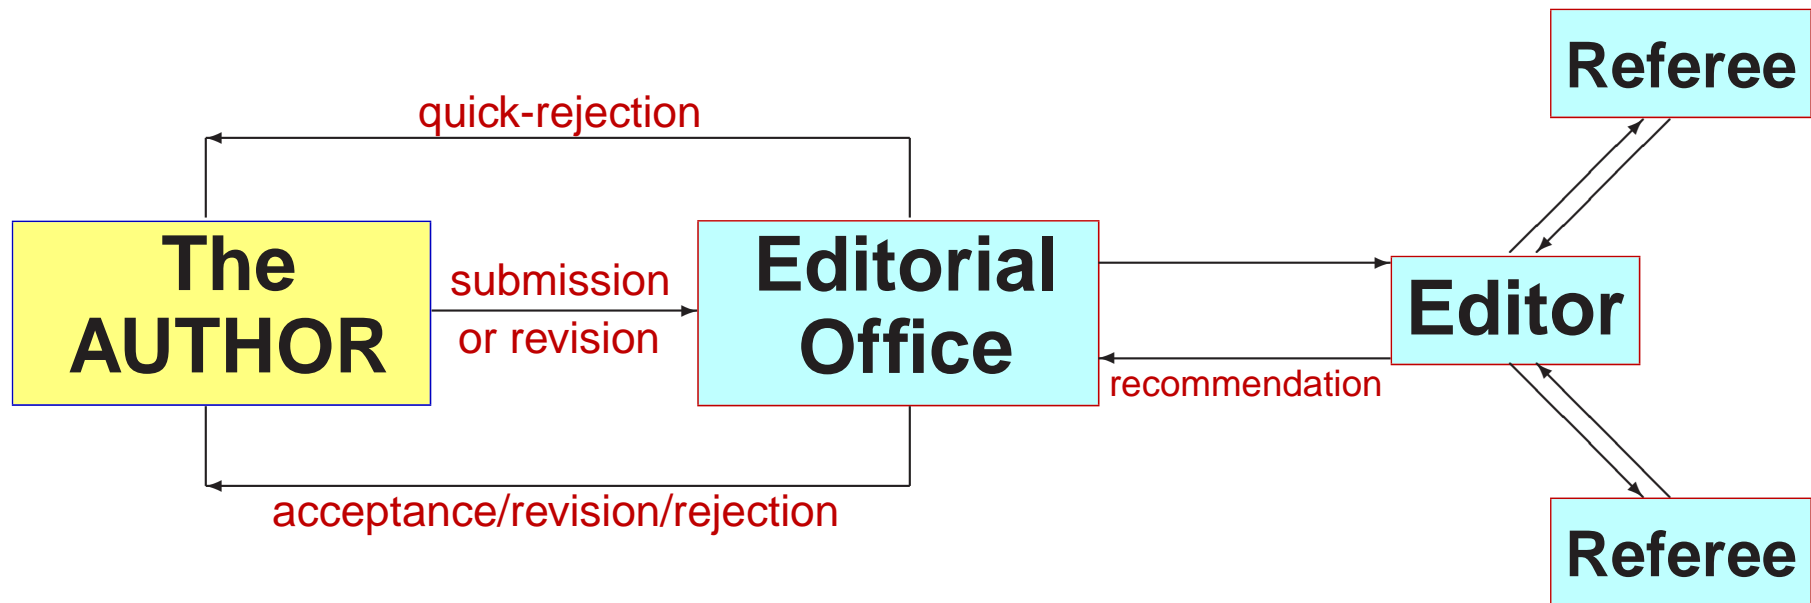 Referee
quick-rejection
The
AUTHOR
submission
or revision
Editorial
Office
Editor
recommendation
acceptance/revision/rejection
Referee